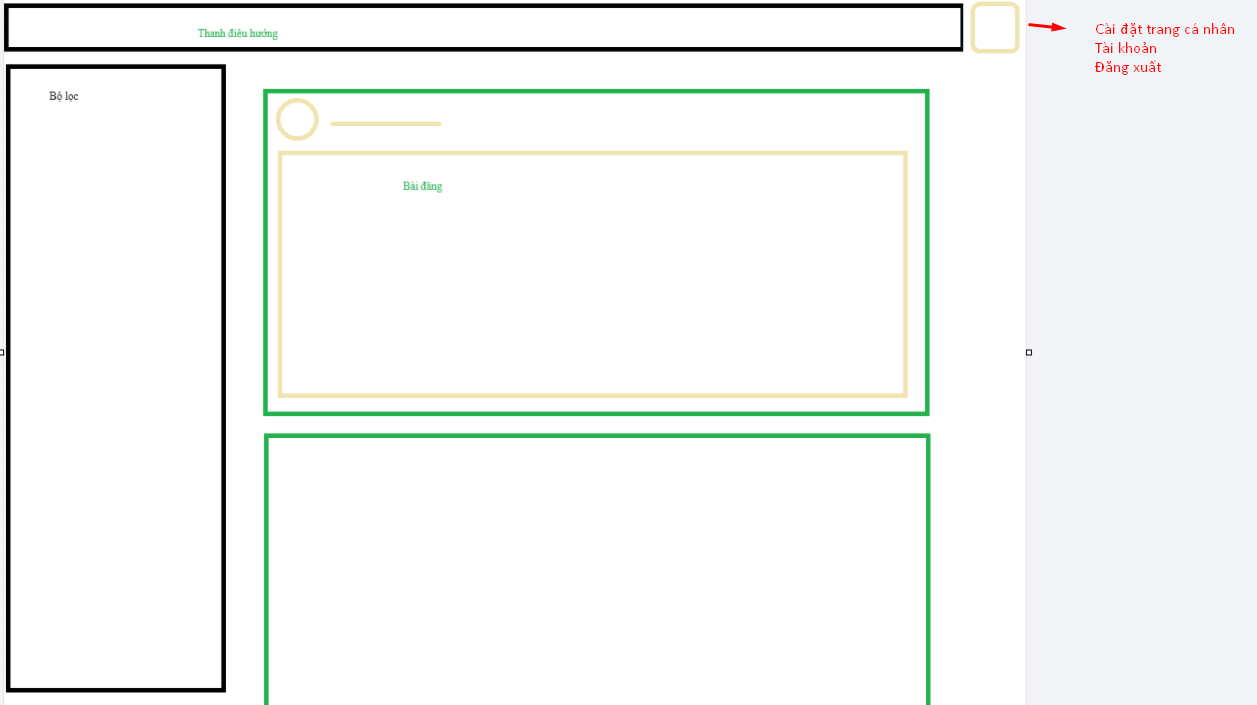 Thanh điều hướng
Cài đặt trang cá nhân
Tài khoản
Đăng xuất
Bộ lọc
Bài đăng